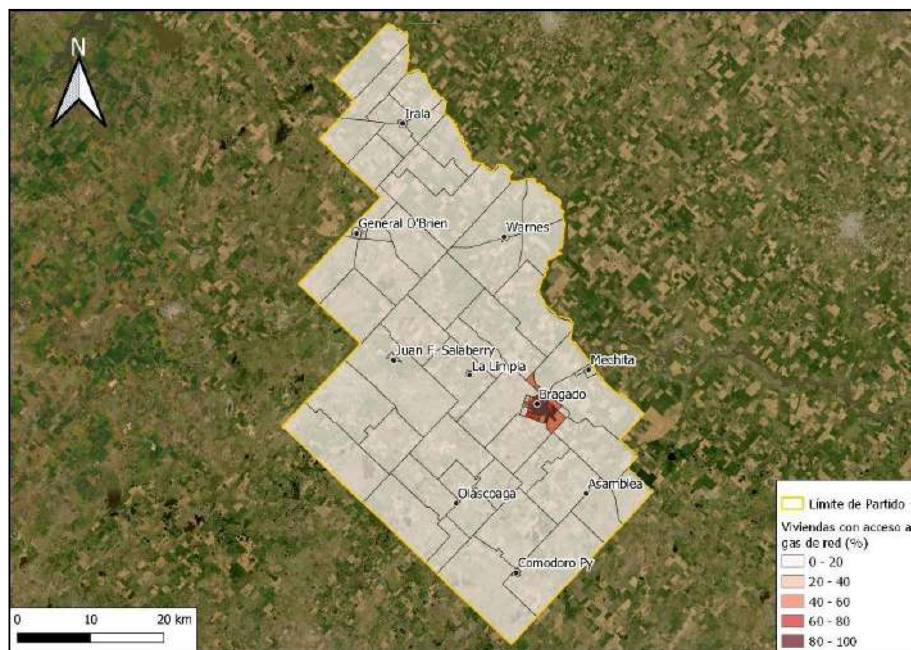 N
Irala
General O'Brien
Warnes
Juan F. Salaberry
La Limpia
Mechita
Bragado
Olascoaga
Asamblea
Comodoro Py
Límite de Partido
Viviendas con acceso a
gas de red (%)
0 - 20
20 - 40
40 - 60
60 - 80
80 - 100
0 10 20 km